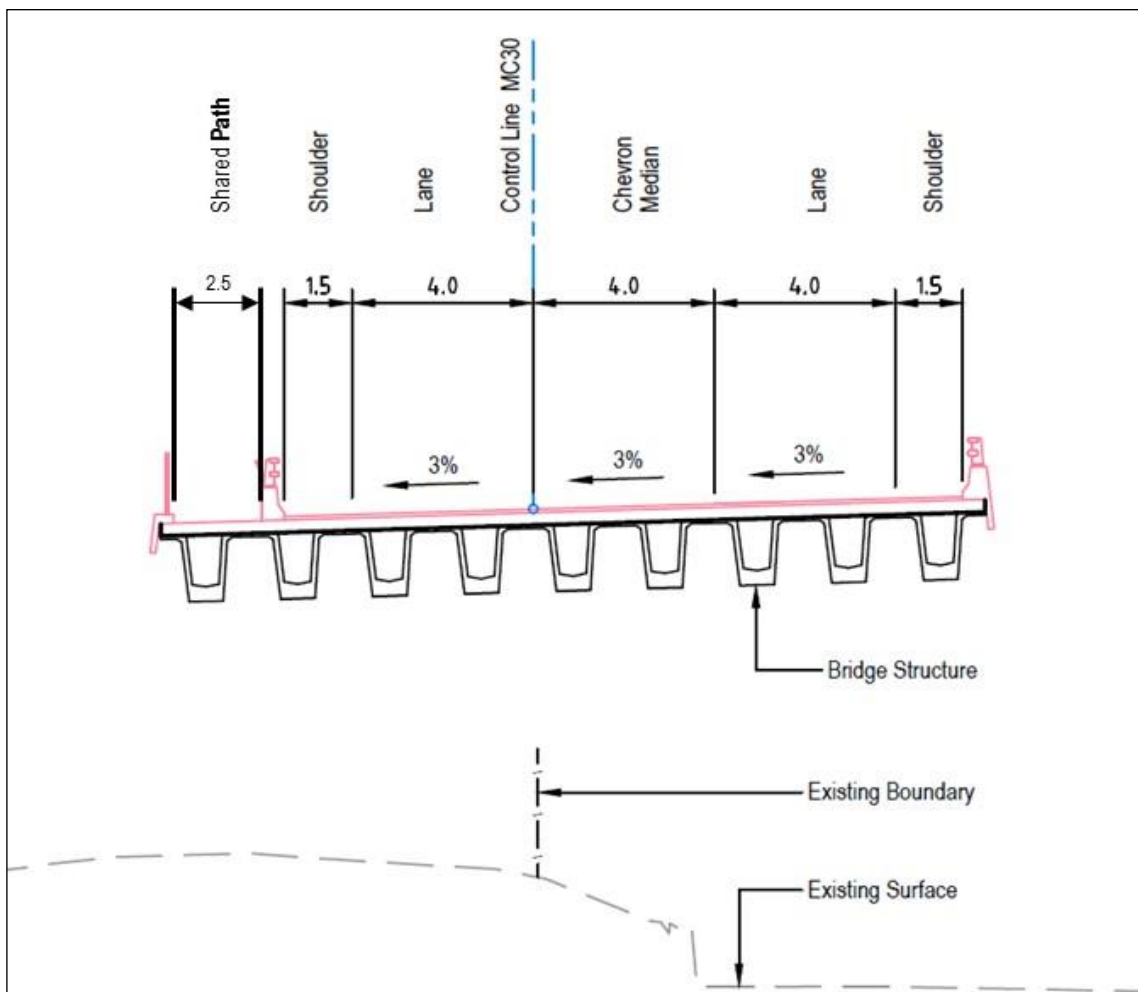 Shared Path
Shoulder
Lane
Control Line MC30
Chevron
Median
Lane
Shoulder
2.5
1.5
4.0
4.0
4.0
1.5
3%
3%
3%
Bridge Structure
Existing Boundary
Existing Surface